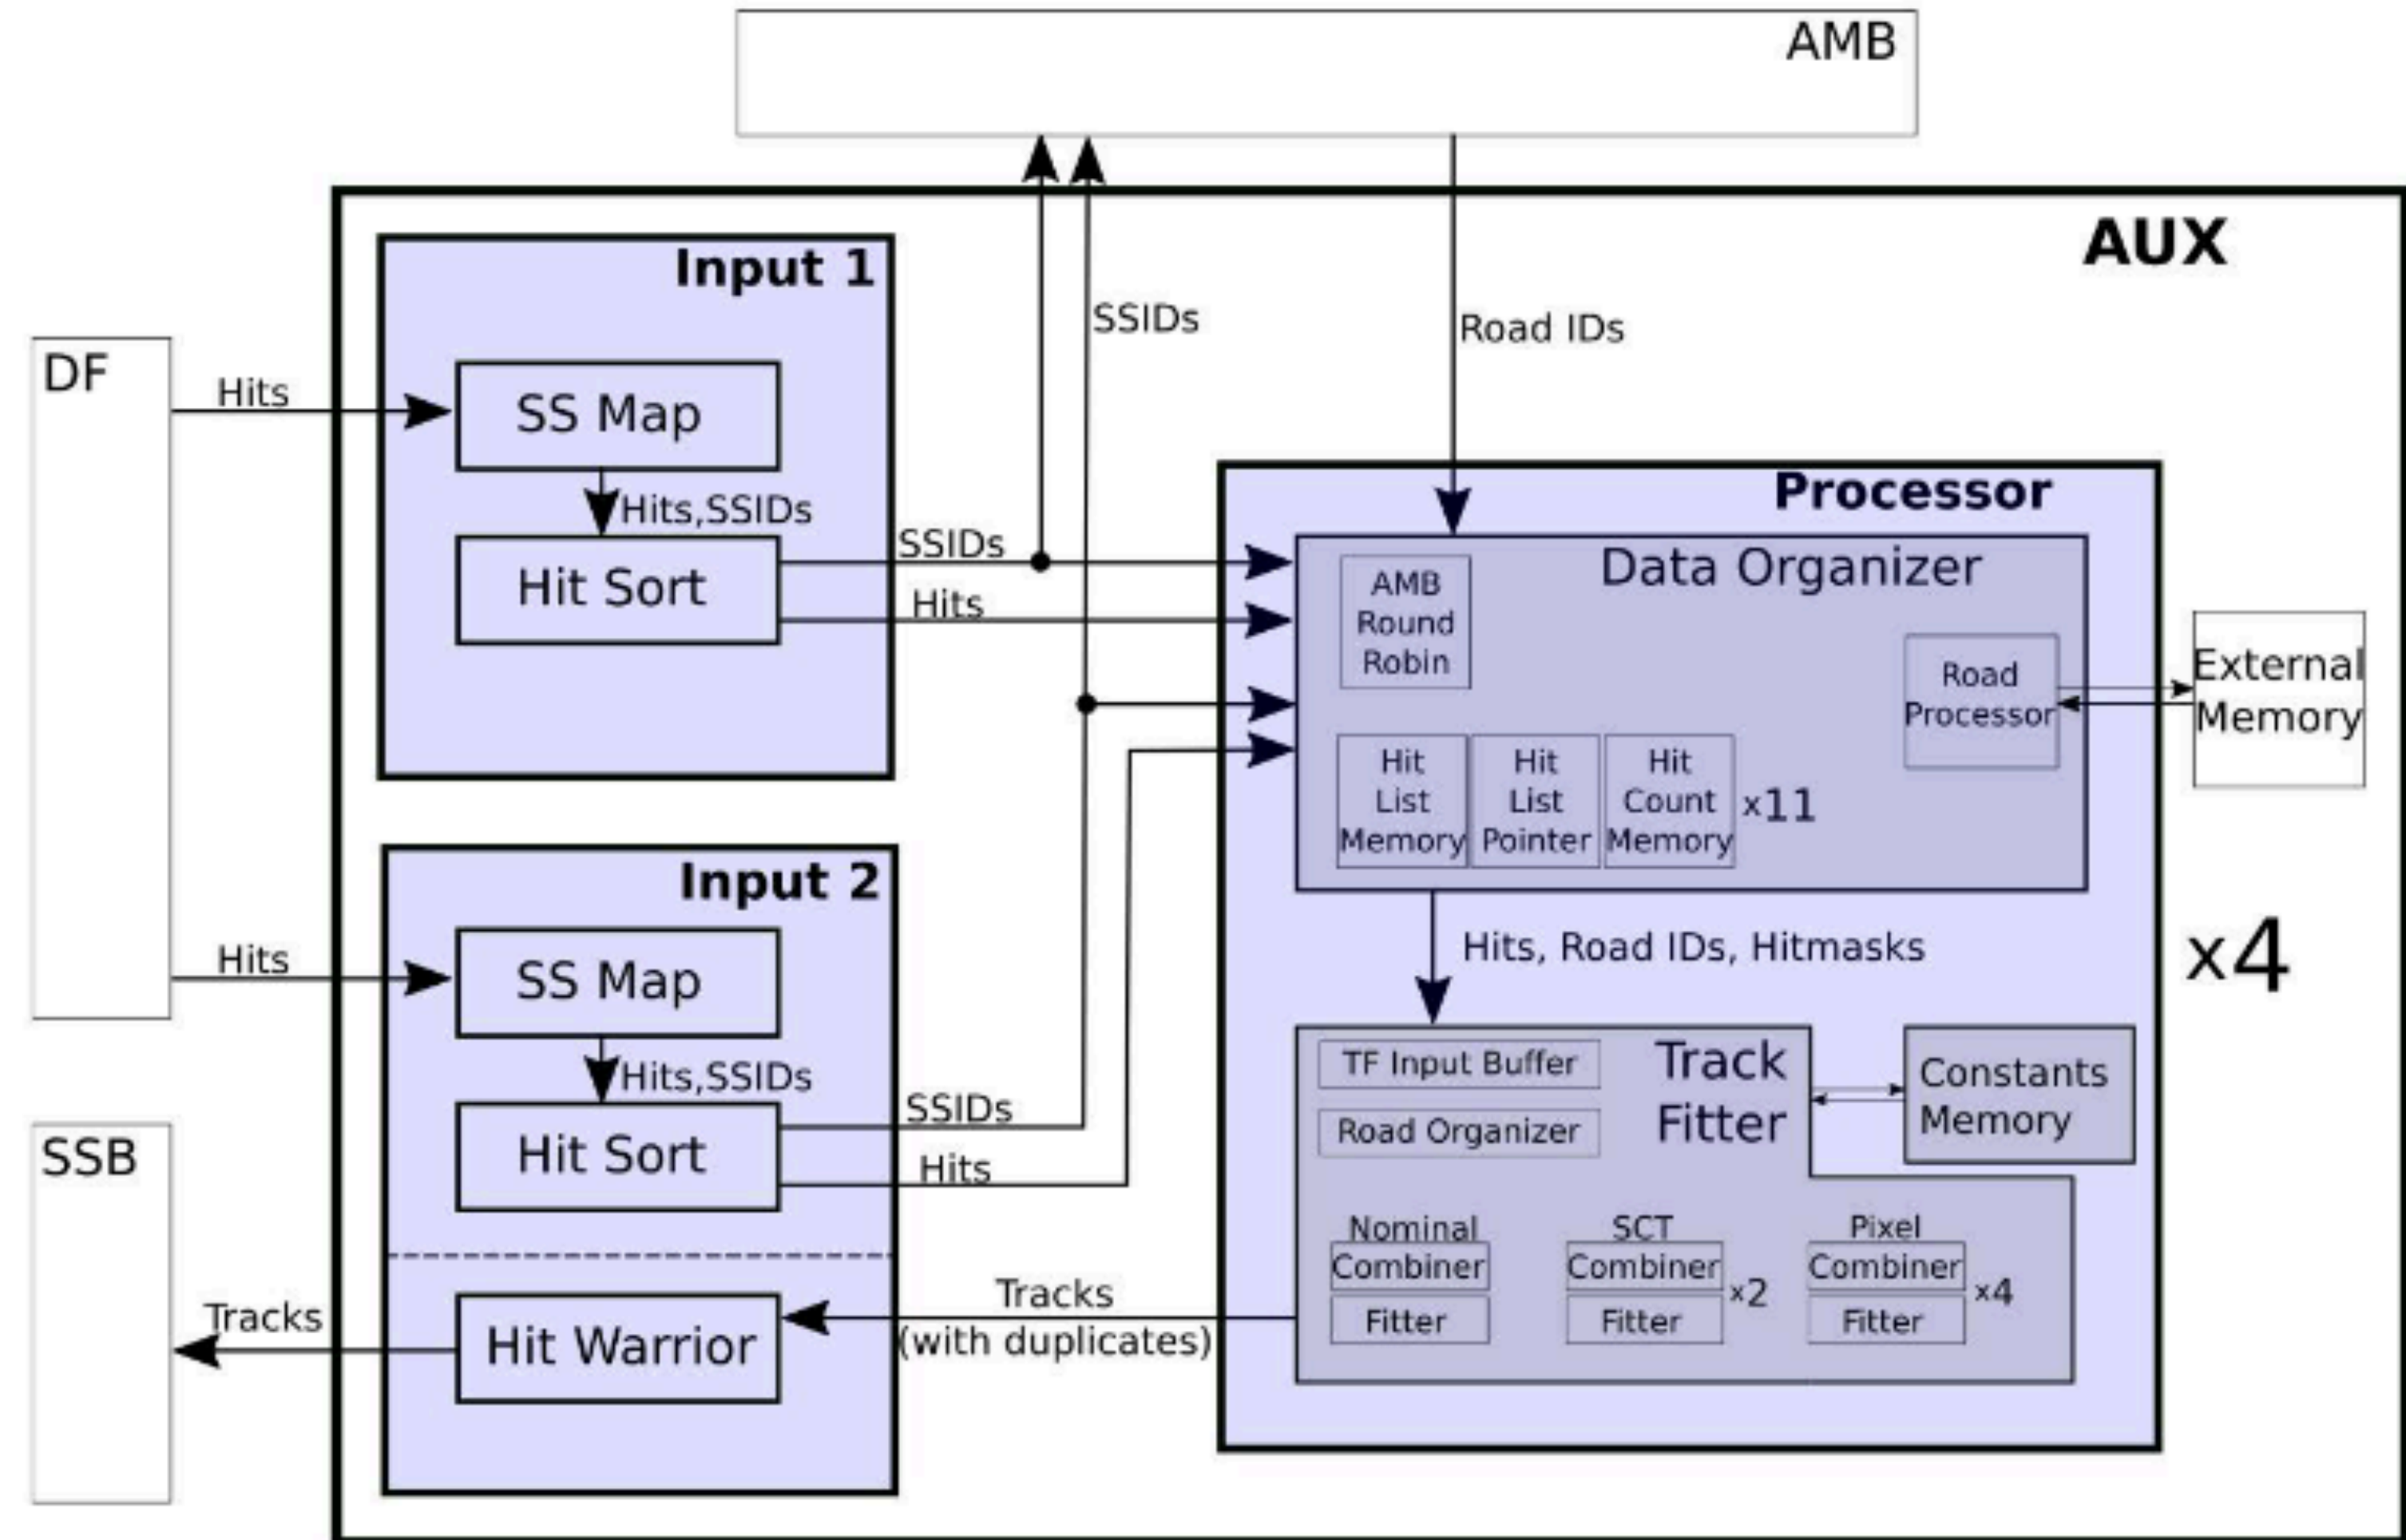 AMB
AUX
Input 1
SSIDs
Road IDs
DF
Hits
SS Map
Hits,SSIDs
Hit Sort
SSIDs
Hits
Processor
Data Organizer
AMB
Round
Robin
Road
Processor
External
Memory
Hit
List
Memory
Hit
List
Pointer
Hit
Count
Memory
x11
Input 2
Hits
SS Map
Hits,SSIDs
Hit Sort
SSIDs
Hits
Hits, Road IDs, Hitmasks
x4
TF Input Buffer
Road Organizer
Track
Fitter
Constants
Memory
SSB
Nominal
Combiner
Fitter
SCT
Combiner
Fitter
x2
Pixel
Combiner
Fitter
x4
Tracks
(with duplicates)
Hit Warrior
Tracks